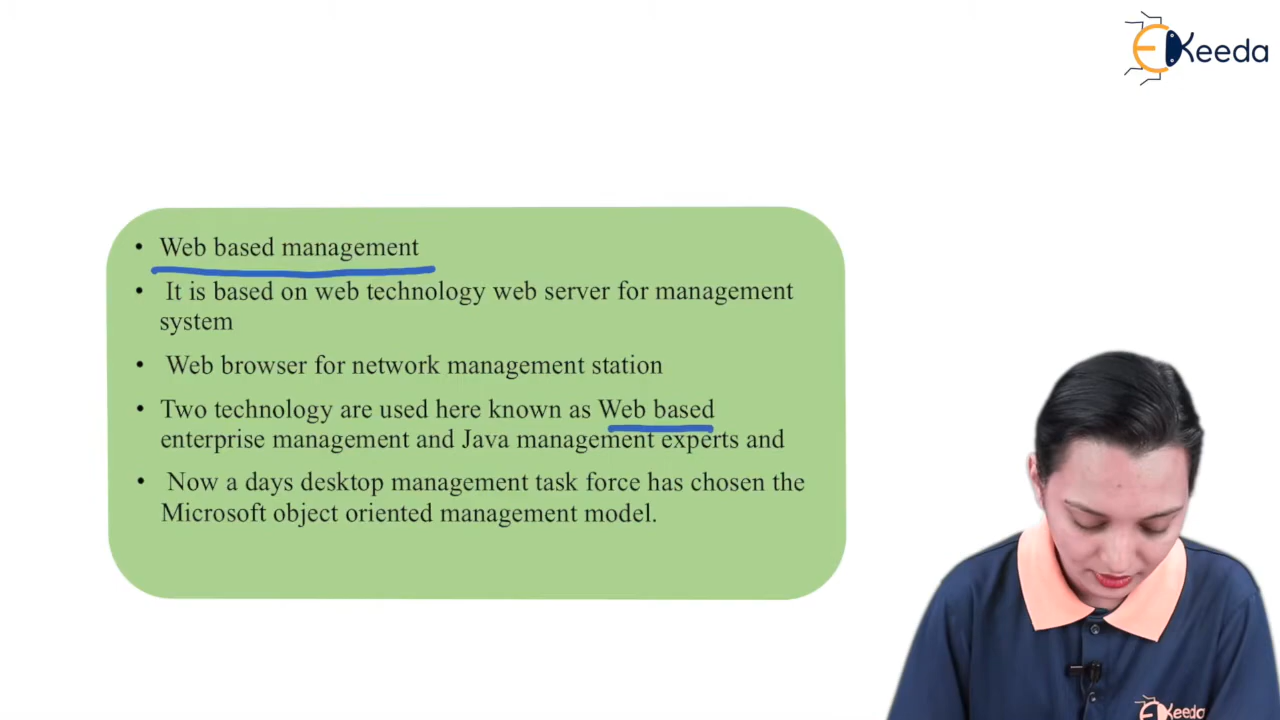 EKeeda
• Web based management
• It is based on web technology web server for management
system
• Web browser for network management station
• Two technology are used here known as Web based
enterprise management and Java management experts and
• Now a days desktop management task force has chosen the
Microsoft object oriented management model.
EKeeda